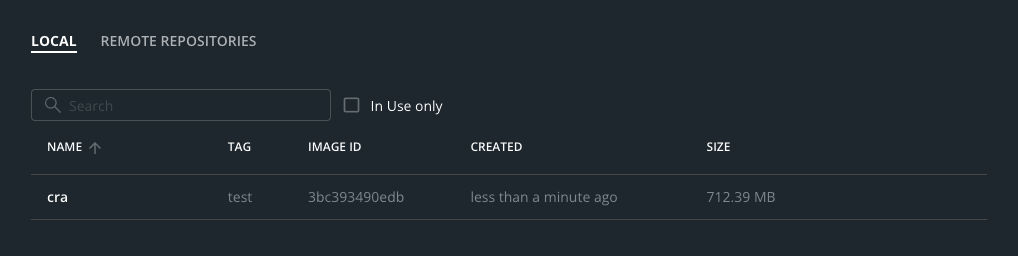 LOCAL REMOTE REPOSITORIES
Search In Use only
NAME TAG IMAGE ID CREATED SIZE
cra test 3bc393490edb less than a minute ago 712.39 MB